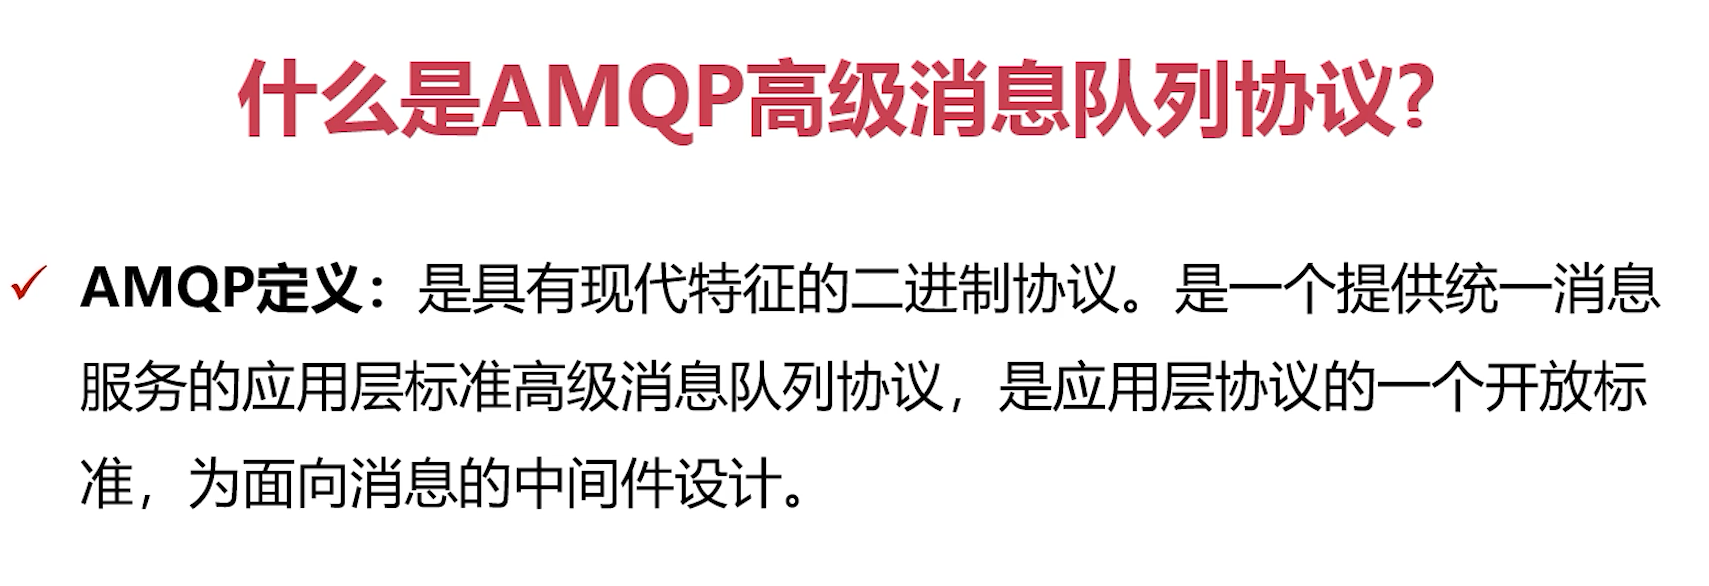 什么是AMQP高级消息队列协议？
AMQP定义：是具有现代特征的二进制协议。是一个提供统一消息
服务的应用层标准高级消息队列协议，是应用层协议的一个开放标
准，为面向消息的中间件设计。